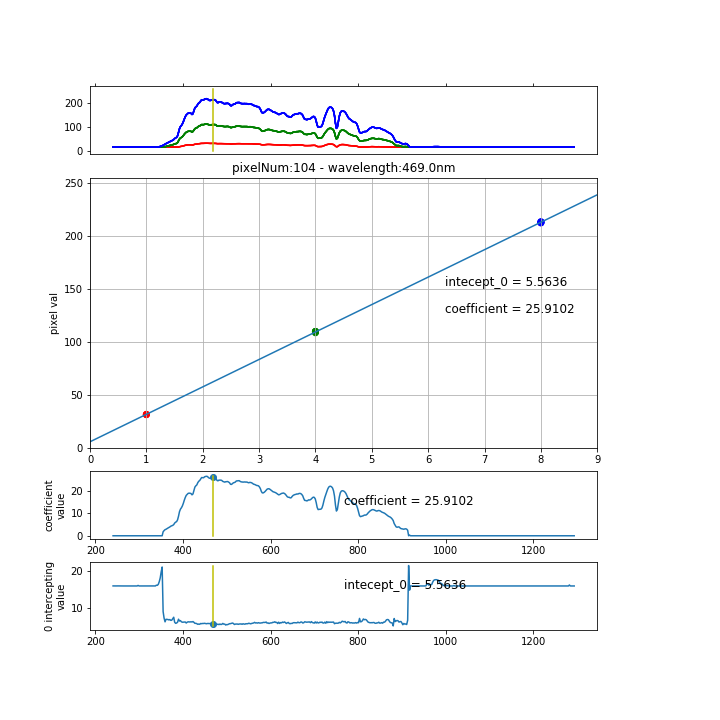 200
100
0
pixelNum:104 - wavelength:469.0nm
250
200
150
100
50
0
pixel val
intecept_0 = 5.5636
coefficient = 25.9102
0 1 2 3 4 5 6 7 8 9
coefficient
value
20
10
0
coefficient = 25.9102
200 400 600 800 1000 1200
0 intercepting
value
20
10
intecept_0 = 5.5636
200 400 600 800 1000 1200